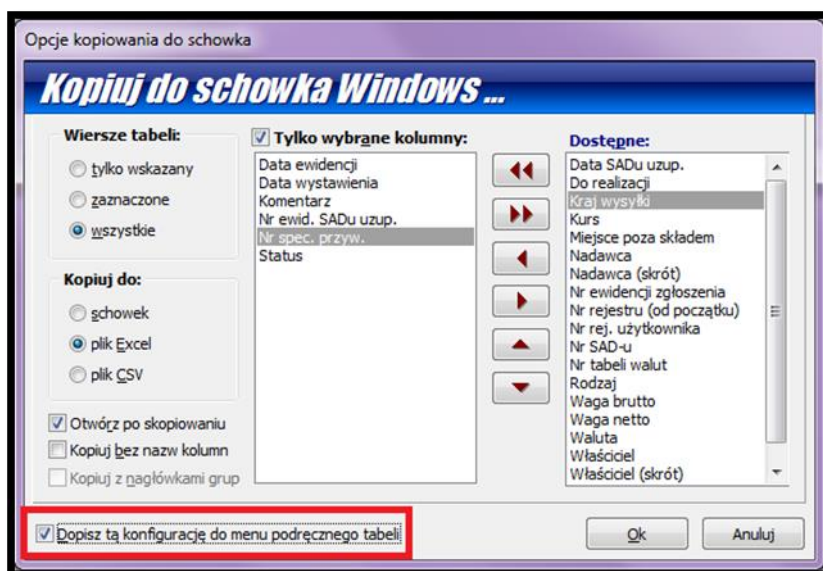 Opcje kopiowania do schowka
Kopiuj do schowka Windows ...
Wiersze tabeli:
tylko wskazany
zaznaczone
wszystkie
Kopiuj do:
schowek
plik Excel
plik CSV
Otwórz po skopiowaniu
Kopiuj bez nazw kolumn
Kopiuj z nagłówkami grup
Tylko wybrane kolumny:
Data ewidencji
Data wystawienia
Komentarz
Nr ewid. SADu uzup.
Nr spec. przyw.
Status
Dostępne:
Data SADu uzup.
Do realizacji
Kraj wysyłki
Kurs
Miejsce poza składem
Nadawca
Nadawca (skrót)
Nr ewidencji zgłoszenia
Nr rejestru (od początku)
Nr rej. użytkownika
Nr SAD-u
Nr tabeli walut
Rodzaj
Waga brutto
Waga netto
Waluta
Właściciel
Właściciel (skrót)
Dopisz tą konfigurację do menu podręcznego tabeli
Ok
Anuluj